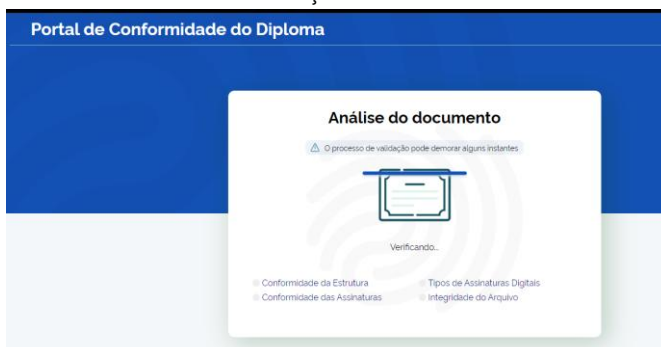 Portal de Conformidade do Diploma
Análise do documento
O processo de validação pode demorar alguns instantes
Verificando...
Conformidade da Estrutura
Tipos de Assinaturas Digitais
Conformidade das Assinaturas
Integridade do Arquivo